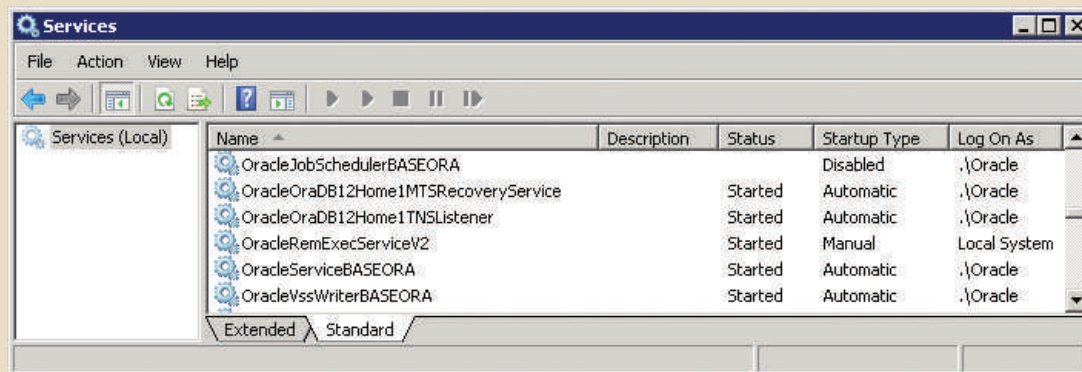 Services
File Action View Help
Services (Local)
Name Description Status Startup Type Log On As
OracleJobSchedulerBASEORA Disabled .\Oracle
OracleOraDB12Home1MTSRecoveryService Started Automatic .\Oracle
OracleOraDB12Home1TNSListener Started Automatic .\Oracle
OracleRemExecServiceV2 Started Manual Local System
OracleServiceBASEORA Started Automatic .\Oracle
OracleVssWriterBASEORA Started Automatic .\Oracle
Extended Standard